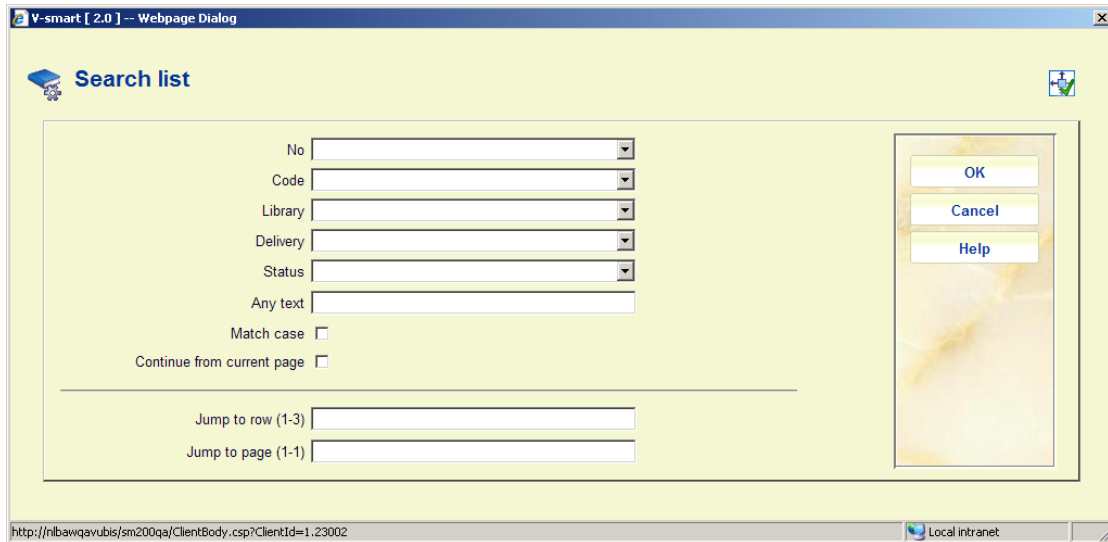 V-smart [ 2.0 ] -- Webpage Dialog
Search list
No
Code
Library
Delivery
Status
Any text
Match case
Continue from current page
Jump to row (1-3)
Jump to page (1-1)
OK
Cancel
Help
http://nlbawqavubis/sm200qa/ClientBody.csp?ClientId=1.23002
Local intranet